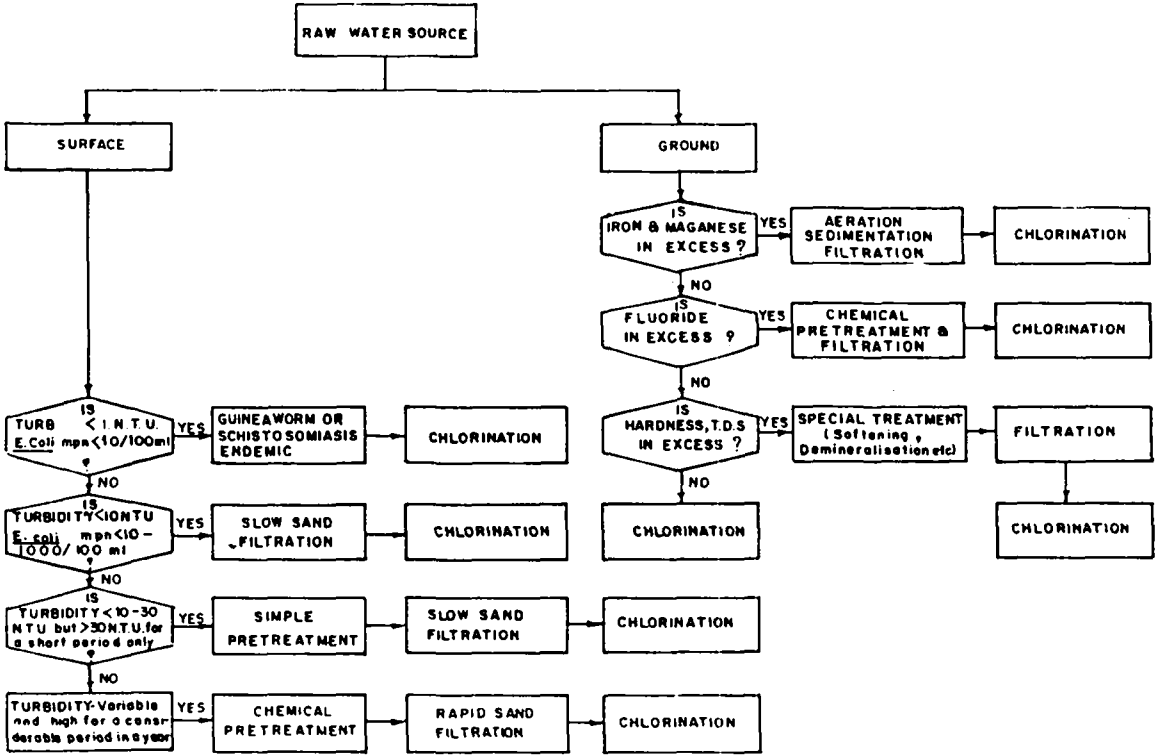 RAW WATER SOURCE
SURFACE
GROUND
IS
IRON & MAGANESE
IN EXCESS ?
YES
AERATION
SEDIMENTATION
FILTRATION
CHLORINATION
NO
IS
FLUORIDE
IN EXCESS ?
YES
CHEMICAL
PRETREATMENT &
FILTRATION
CHLORINATION
NO
IS
HARDNESS, T.D.S
IN EXCESS ?
YES
SPECIAL TREATMENT
(Softening,
Demineralisation etc)
FILTRATION
NO
CHLORINATION
CHLORINATION
IS
TURB < 1. N.T.U.
E.Coli mpn <10/100ml
YES
GUINEAWORM OR
SCHISTOSOMIASIS
ENDEMIC
CHLORINATION
NO
IS
TURBIDITY<10NTU
E.coli mpn<10-
1000/100 ml
YES
SLOW SAND
FILTRATION
CHLORINATION
NO
IS
TURBIDITY<10-30
NTU but >30N.T.U. for
a short period only
YES
SIMPLE
PRETREATMENT
SLOW SAND
FILTRATION
CHLORINATION
NO
TURBIDITY-Variable
and high for a consi-
derable period in a year
YES
CHEMICAL
PRETREATMENT
RAPID SAND
FILTRATION
CHLORINATION